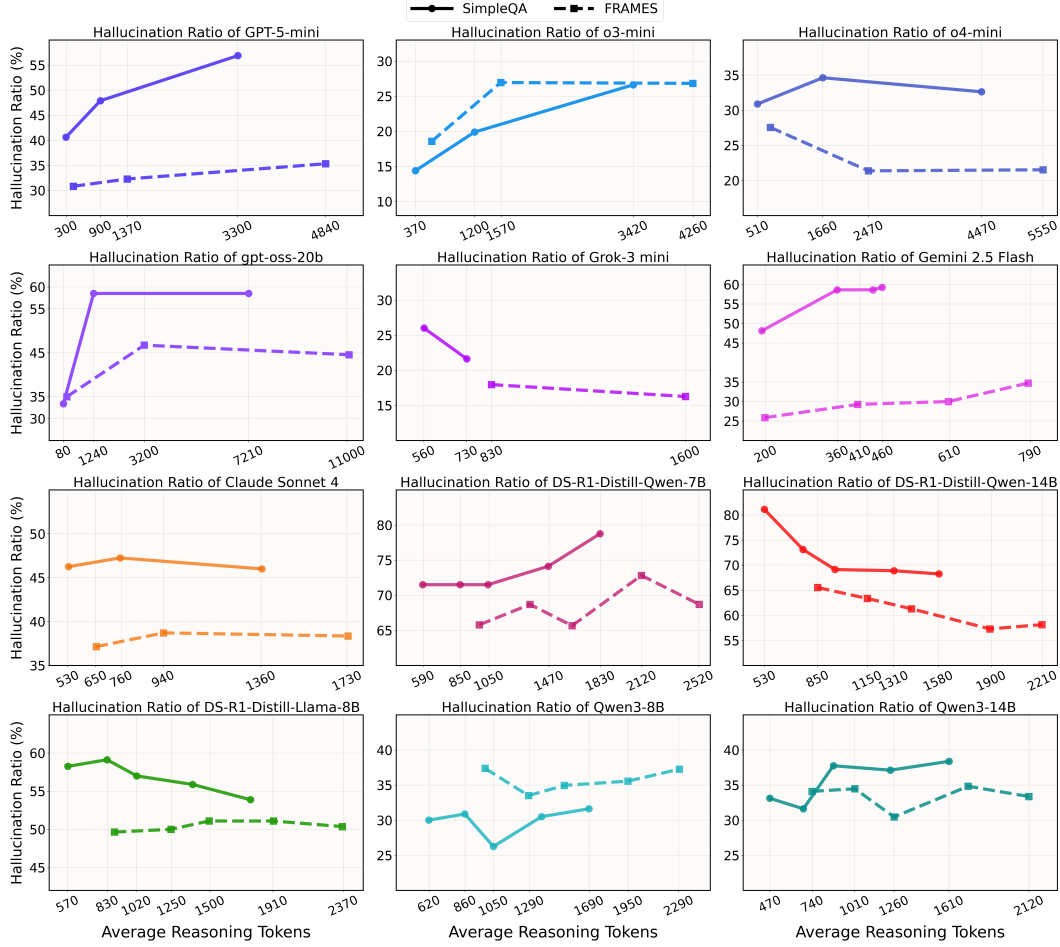 SimpleQA FRAMES
Hallucination Ratio of GPT-5-mini
Hallucination Ratio (%)
55
50
45
40
35
30
300 900 1370 3300 4840
Hallucination Ratio of o3-mini
30
25
20
15
10
370 1200 1570 3420 4260
Hallucination Ratio of o4-mini
35
30
25
20
510 1660 2470 4470 5550
Hallucination Ratio of gpt-oss-20b
Hallucination Ratio (%)
60
55
45
35
30
80 1240 3200 7210 11000
Hallucination Ratio of Grok-3 mini
30
25
20
15
560 730 830 1600
Hallucination Ratio of Gemini 2.5 Flash
60
55
50
45
35
30
25
200 360 410 460 610 790
Hallucination Ratio of Claude Sonnet 4
Hallucination Ratio (%)
50
45
40
35
530 650 760 940 1360 1730
Hallucination Ratio of DS-R1-Distill-Qwen-7B
80
75
70
65
590 850 1050 1470 1830 2120 2520
Hallucination Ratio of DS-R1-Distill-Qwen-14B
80
75
70
65
60
55
530 850 1150 1310 1580 1900 2210
Hallucination Ratio of DS-R1-Distill-Llama-8B
Hallucination Ratio (%)
60
55
50
45
570 830 1020 1250 1500 1910 2370
Average Reasoning Tokens
Hallucination Ratio of Qwen3-8B
40
35
30
25
620 860 1050 1290 1690 1950 2290
Average Reasoning Tokens
Hallucination Ratio of Qwen3-14B
40
35
30
25
470 740 1010 1260 1610 2120
Average Reasoning Tokens